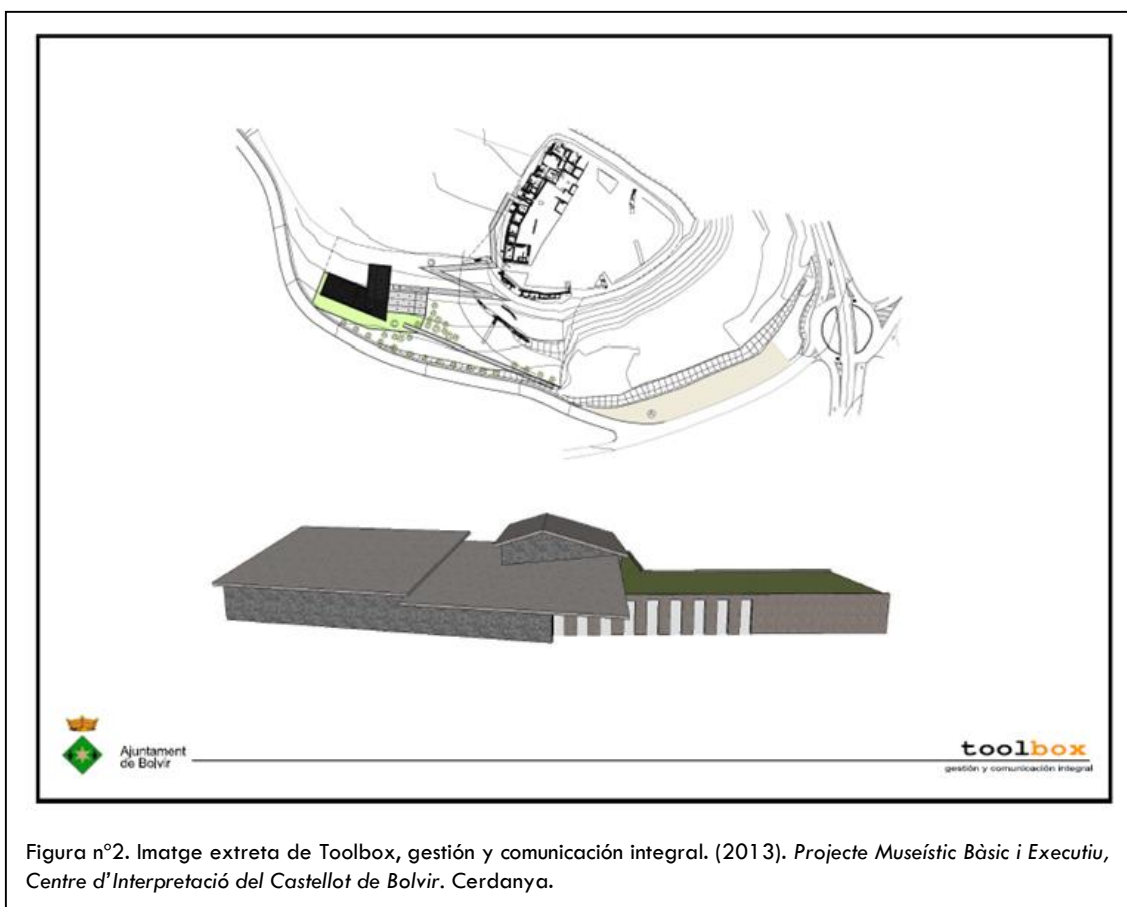 Ajuntament
de Bolvir
toolbox
gestión y comunicación integral
Figura nº2. Imatge extreta de Toolbox, gestión y comunicación integral. (2013). Projecte Museístic Bàsic i Executiu,
Centre d'Interpretació del Castellot de Bolvir. Cerdanya.